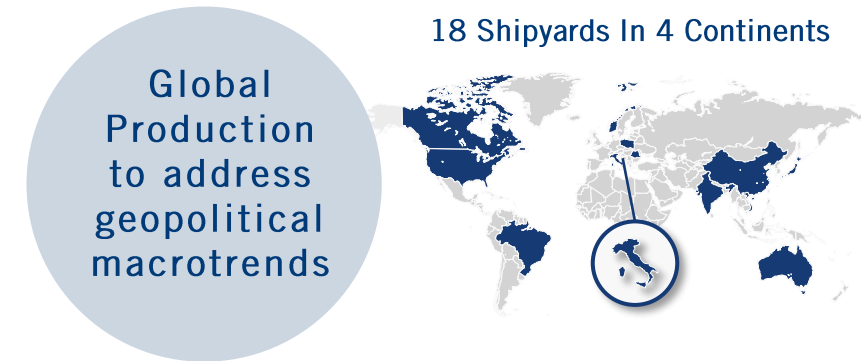 18 Shipyards In 4 Continents
Global
Production
to address
geopolitical
macrotrends